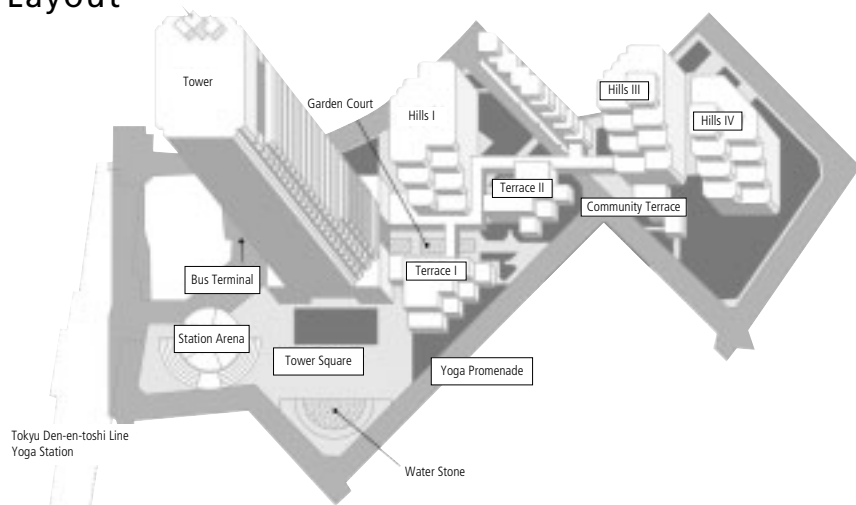 Layout
Tower
Garden Court
Hills I
Hills III
Hills IV
Terrace II
Community Terrace
Terrace I
Bus Terminal
Station Arena
Tower Square
Yoga Promenade
Tokyu Den-en-toshi Line
Yoga Station
Water Stone